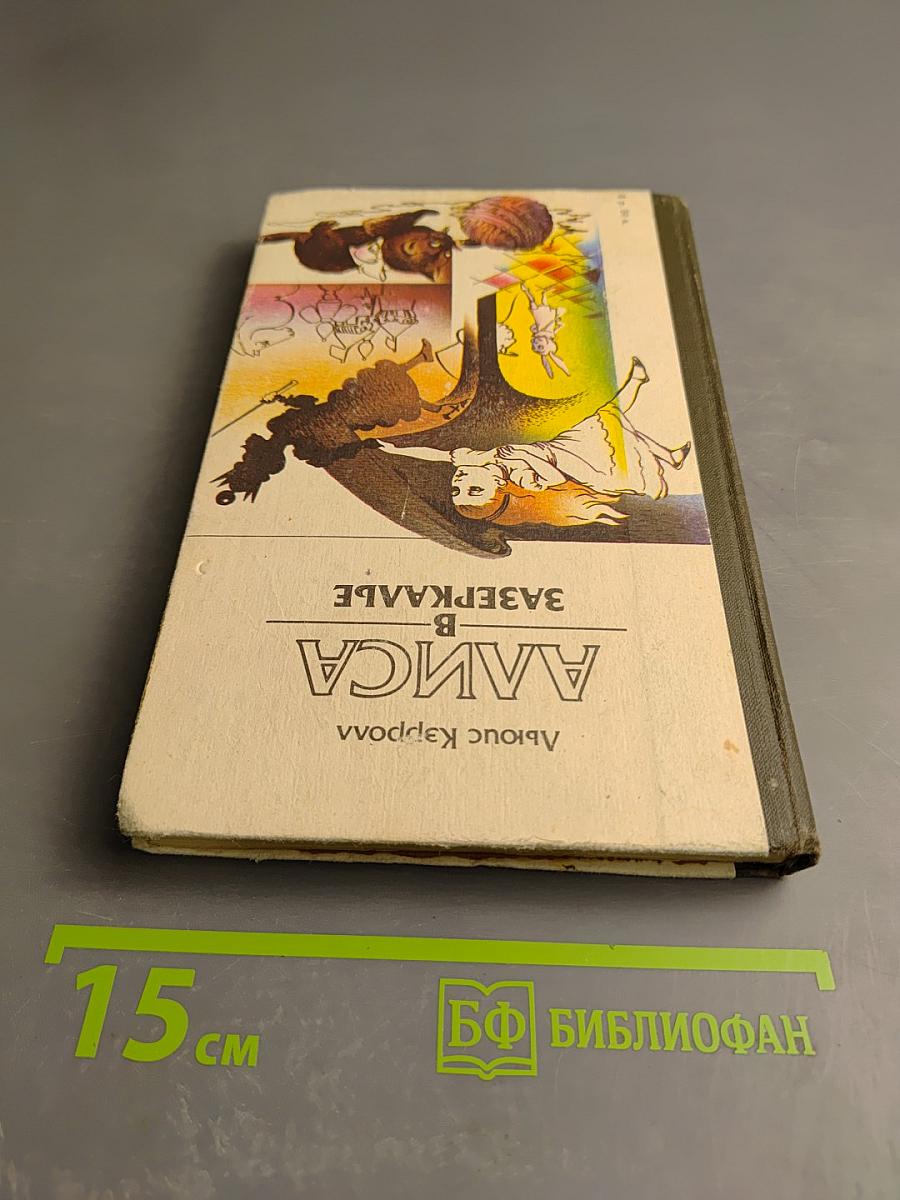 Льюис Кэрролл
АЛИСА
В
ЗАЗЕРКАЛЬЕ
15 см
БФ БИБЛИОФАН